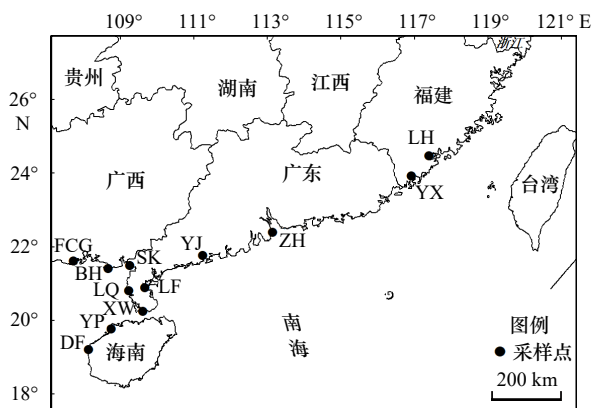 109° 111° 113° 115° 117° 119° 121° E
浙江
贵州
湖南
江西
福建
26°
N
LH
24°
广西
广东
台湾
YX
22°
FCG
SK
YJ
ZH
BH
LQ
LF
XW
20°
YP
南
海
图例
DF
海南
采样点
200 km
18°